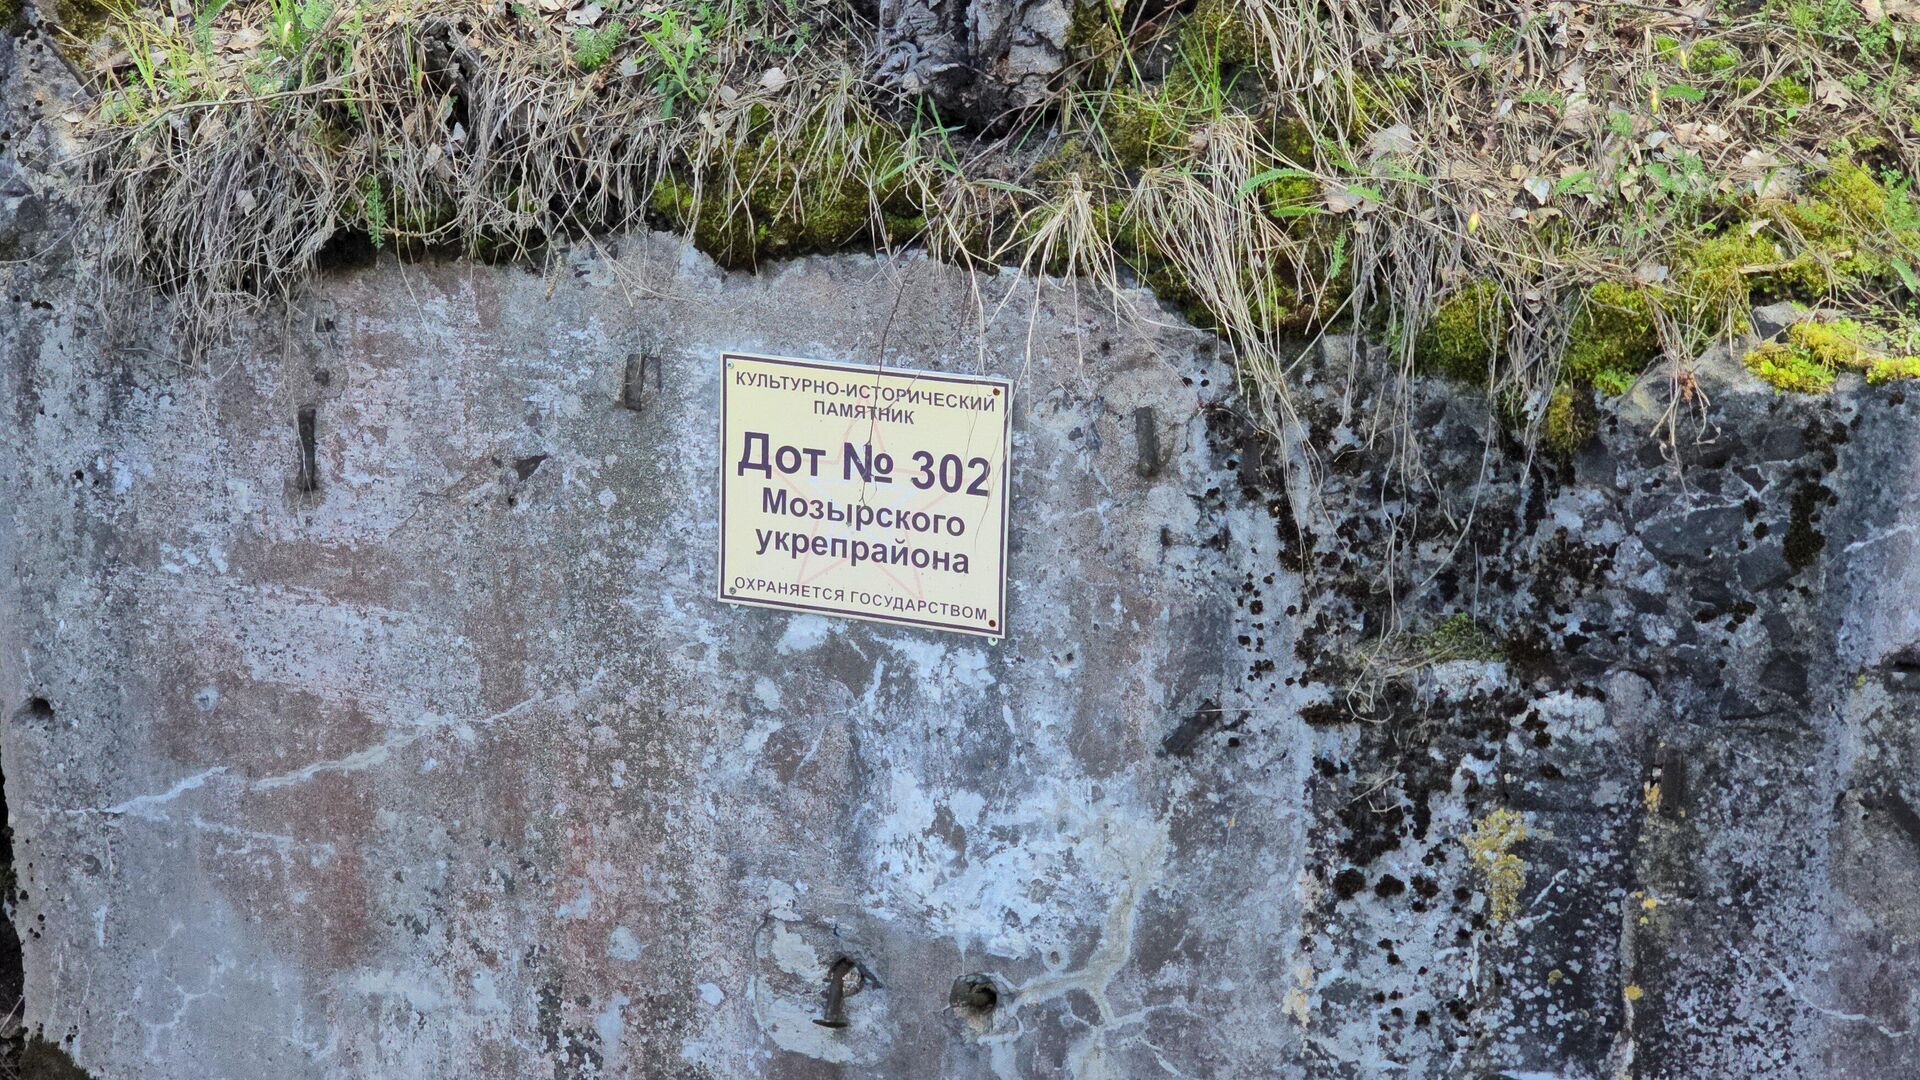 КУЛЬТУРНО-ИСТОРИЧЕСКИЙ
ПАМЯТНИК
Дот № 302
Мозырского
укрепрайона
ОХРАНЯЕТСЯ ГОСУДАРСТВОМ